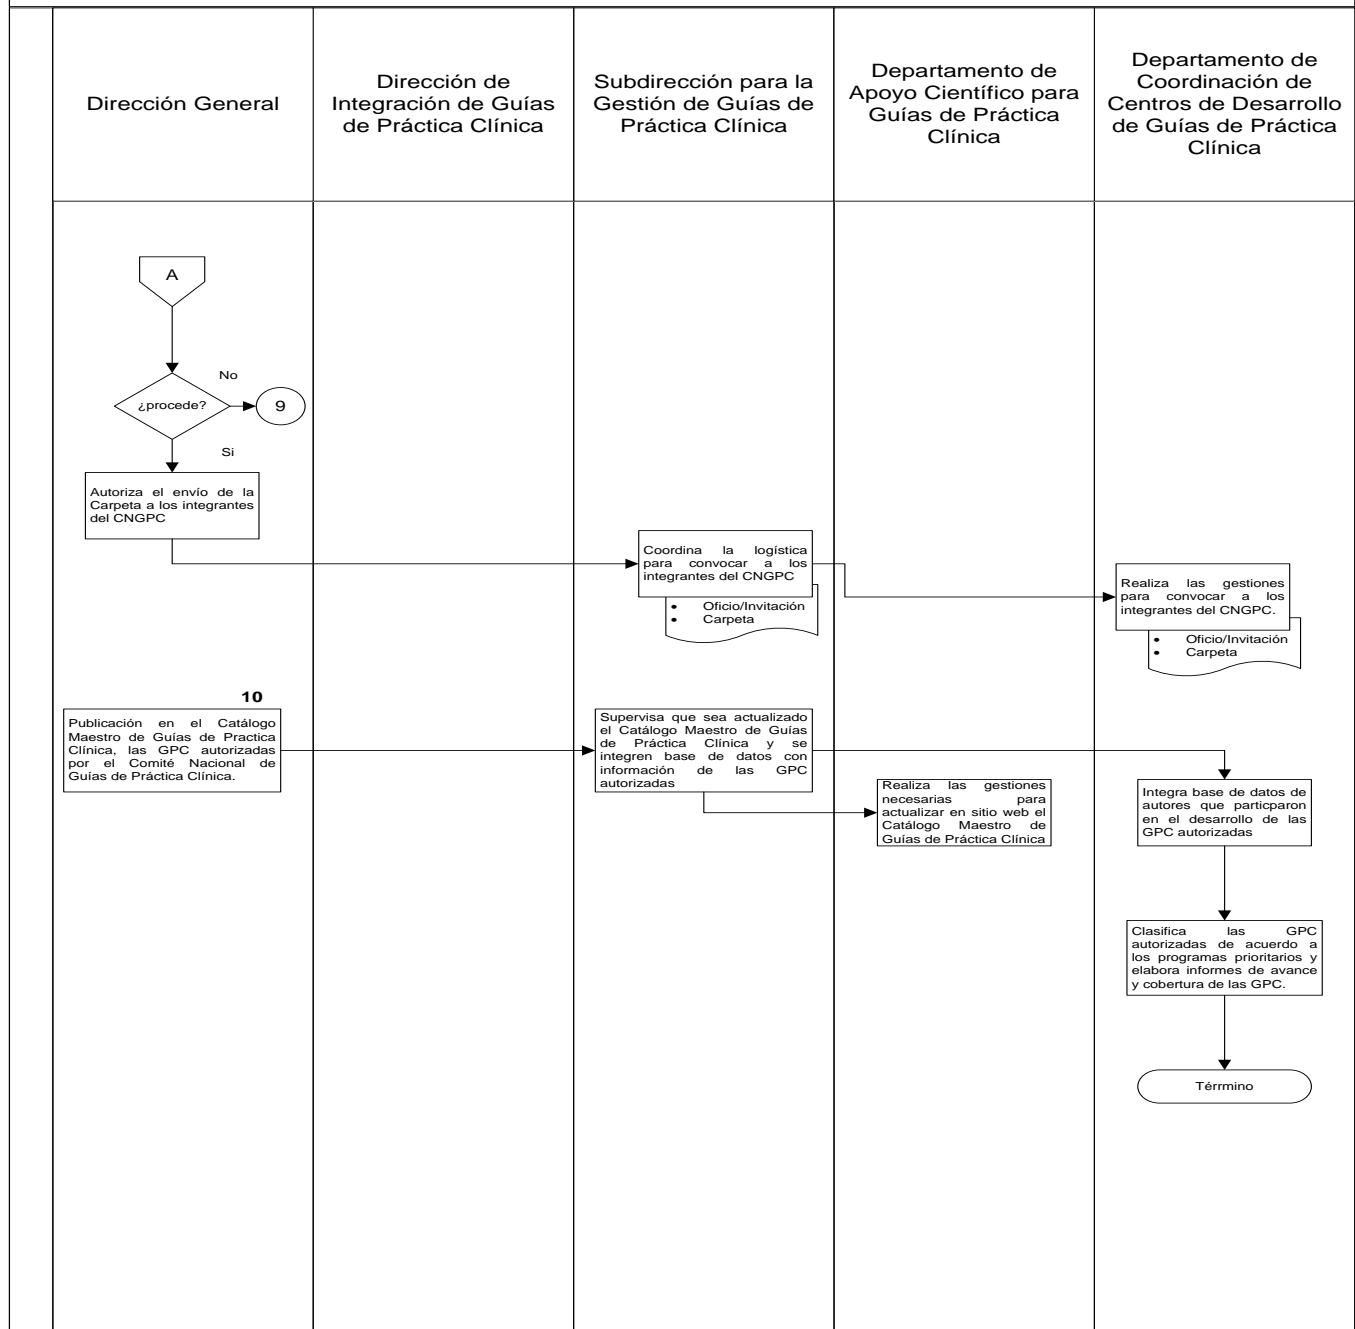 Dirección General
Dirección de
Integración de Guías
de Práctica Clínica
Subdirección para la
Gestión de Guías de
Práctica Clínica
Departamento de
Apoyo Científico para
Guías de Práctica
Clínica
Departamento de
Coordinación de
Centros de Desarrollo
de Guías de Práctica
Clínica
A
No
¿procede?
9
Si
Autoriza el envío de la
Carpeta a los integrantes
del CNGPC
Coordina la logística
para convocar a los
integrantes del CNGPC
• Oficio/Invitación
• Carpeta
Realiza las gestiones
para convocar a los
integrantes del CNGPC.
• Oficio/Invitación
• Carpeta
10
Publicación en el Catálogo
Maestro de Guías de Practica
Clínica, las GPC autorizadas
por el Comité Nacional de
Guías de Práctica Clínica.
Supervisa que sea actualizado
el Catálogo Maestro de Guías
de Práctica Clínica y se
integren base de datos con
información de las GPC
autorizadas
Realiza las gestiones
necesarias para
actualizar en sitio web el
Catálogo Maestro de
Guías de Práctica Clínica
Integra base de datos de
autores que particparon
en el desarrollo de las
GPC autorizadas
Clasifica las GPC
autorizadas de acuerdo a
los programas prioritarios y
elabora informes de avance
y cobertura de las GPC.
Térrmino